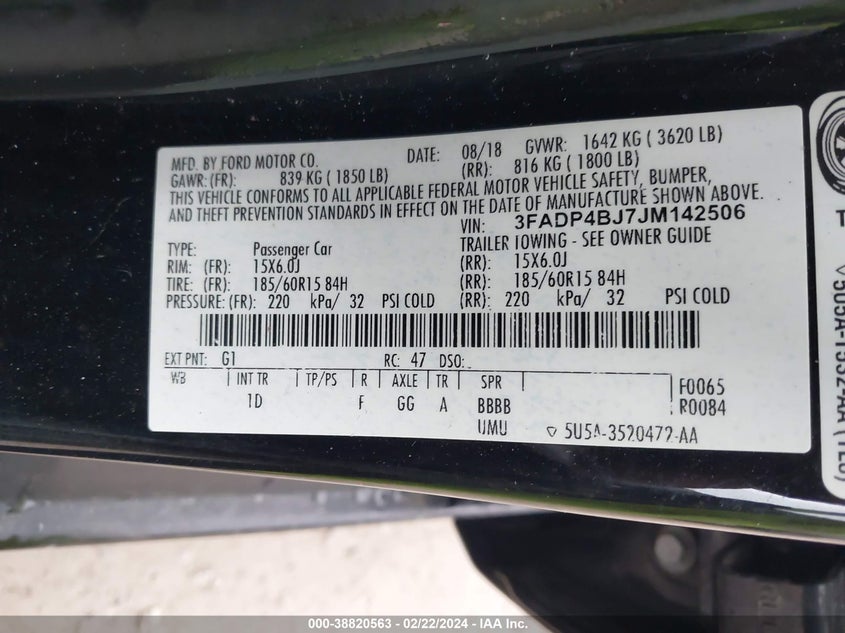 MFD. BY FORD MOTOR CO. DATE: 08/18 GVWR: 1642 KG ( 3620 LB)
GAWR:(FR): 839 KG ( 1850 LB) (RR): 816 KG ( 1800 LB)
THIS VEHICLE CONFORMS TO ALL APPLICABLE FEDERAL MOTOR VEHICLE SAFETY, BUMPER,
AND THEFT PREVENTION STANDARDS IN EFFECT ON THE DATE OF MANUFACTURE SHOWN ABOVE.
VIN: 3FADP4BJ7JM142506
TYPE: Passenger Car TRAILER TOWING - SEE OWNER GUIDE
RIM: (FR): 15X6.0J (RR): 15X6.0J
TIRE: (FR): 185/60R15 84H (RR): 185/60R15 84H
PRESSURE: (FR): 220 kPa/ 32 PSI COLD (RR): 220 kPa/ 32 PSI COLD
EXT PNT: G1 RC: 47 DSO:
WB INT TR TP/PS R AXLE TR SPR F0065
1D F GG A BBBB R0084
UMU ▽ 5U5A-3520472-AA
000-38820563 - 02/22/2024 - IAA Inc.